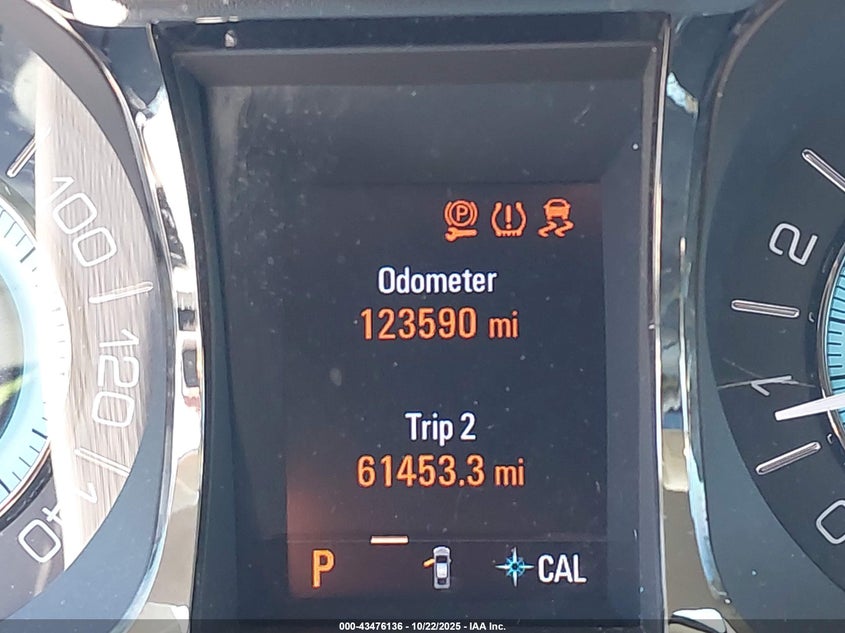 100
120
140
2
1
0
P
Odometer
123590 mi
Trip 2
61453.3 mi
P
CAL
000-43476136 - 10/22/2025 - IAA Inc.